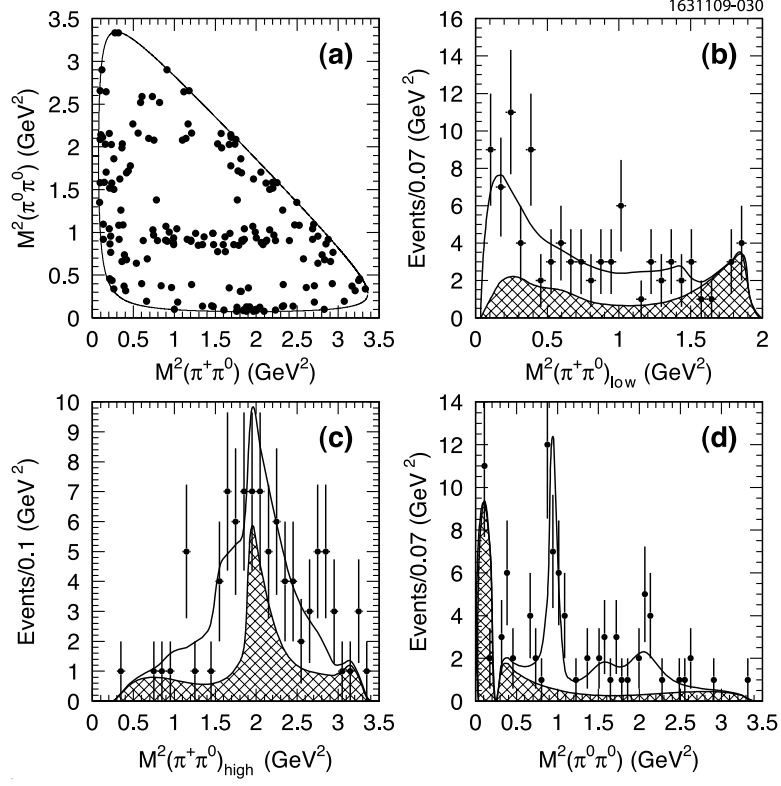 1631109-030
(a)
M²(π⁰π⁰) (GeV²)
3.5
3
2.5
2
1.5
1
0.5
0
0 0.5 1 1.5 2 2.5 3 3.5
M²(π⁺π⁰) (GeV²)
(b)
Events/0.07 (GeV²)
16
14
12
10
8
6
4
2
0
0 0.5 1 1.5 2
M²(π⁺π⁰)low (GeV²)
(c)
Events/0.1 (GeV²)
10
9
8
7
6
5
4
3
2
1
0
0 0.5 1 1.5 2 2.5 3 3.5
M²(π⁺π⁰)high (GeV²)
(d)
Events/0.07 (GeV²)
14
12
10
8
6
4
2
0
0 0.5 1 1.5 2 2.5 3 3.5
M²(π⁰π⁰) (GeV²)